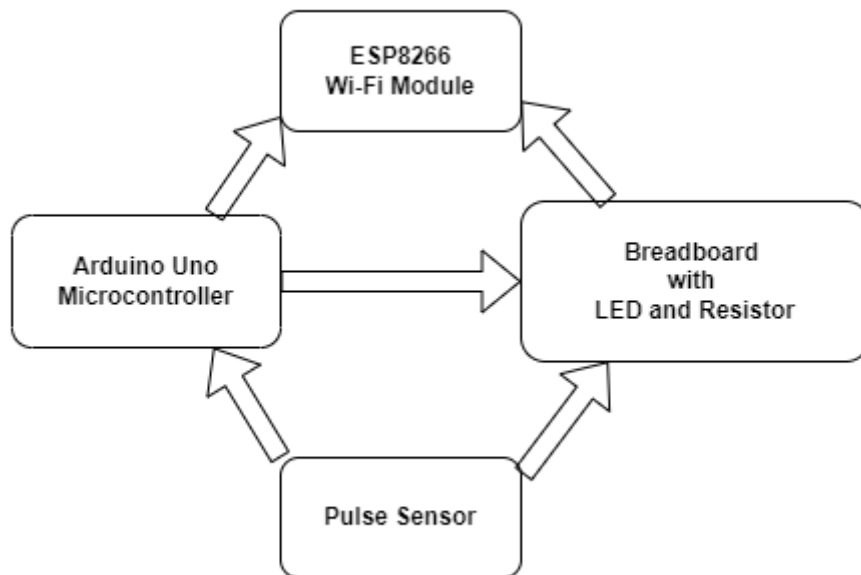 ESP8266
Wi-Fi Module
Arduino Uno
Microcontroller
Breadboard
with
LED and Resistor
Pulse Sensor